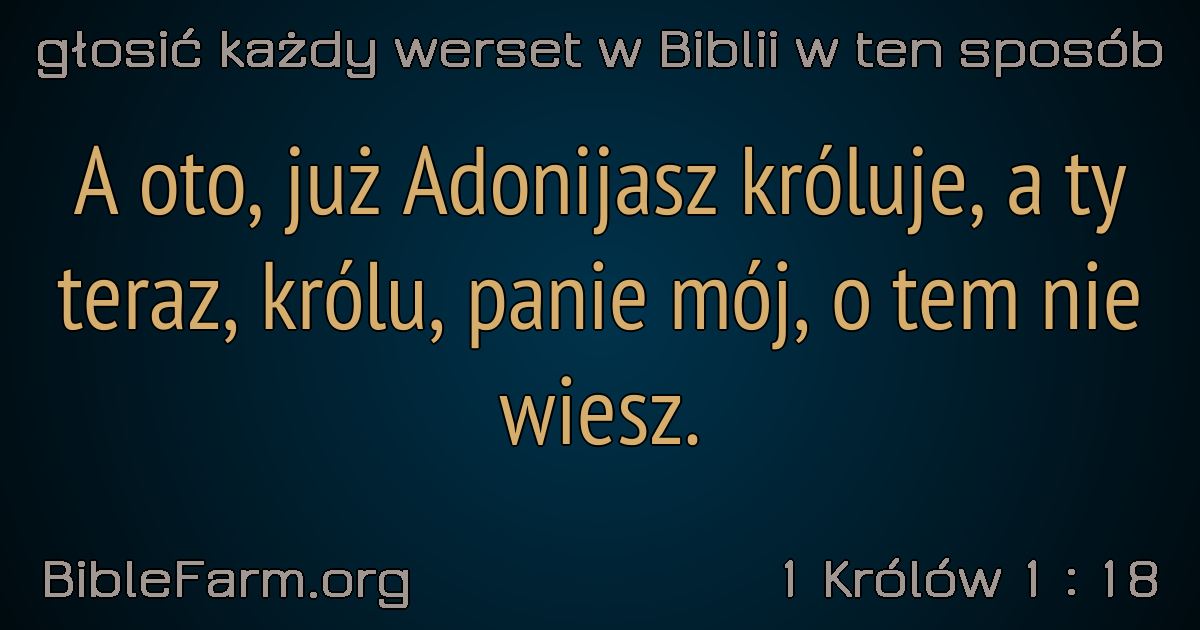 głosić każdy werset w Biblii w ten sposób
A oto, już Adonijasz króluje, a ty
teraz, królu, panie mój, o tem nie
wiesz.
BibleFarm.org
1 Królów 1 : 18